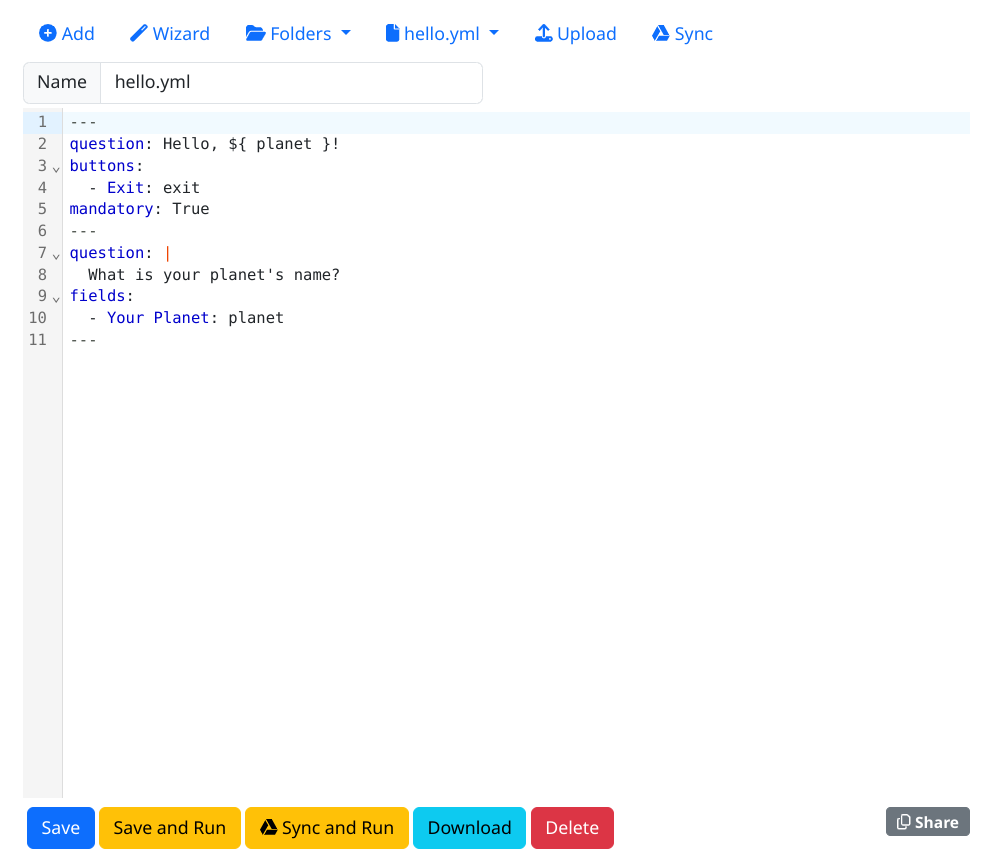 Add Wizard Folders hello.yml Upload Sync
Name hello.yml
1 ---
2 question: Hello, ${ planet }!
3 buttons:
4   - Exit: exit
5 mandatory: True
6 ---
7 question: |
8   What is your planet's name?
9 fields:
10   - Your Planet: planet
11 ---
Save Save and Run Sync and Run Download Delete Share